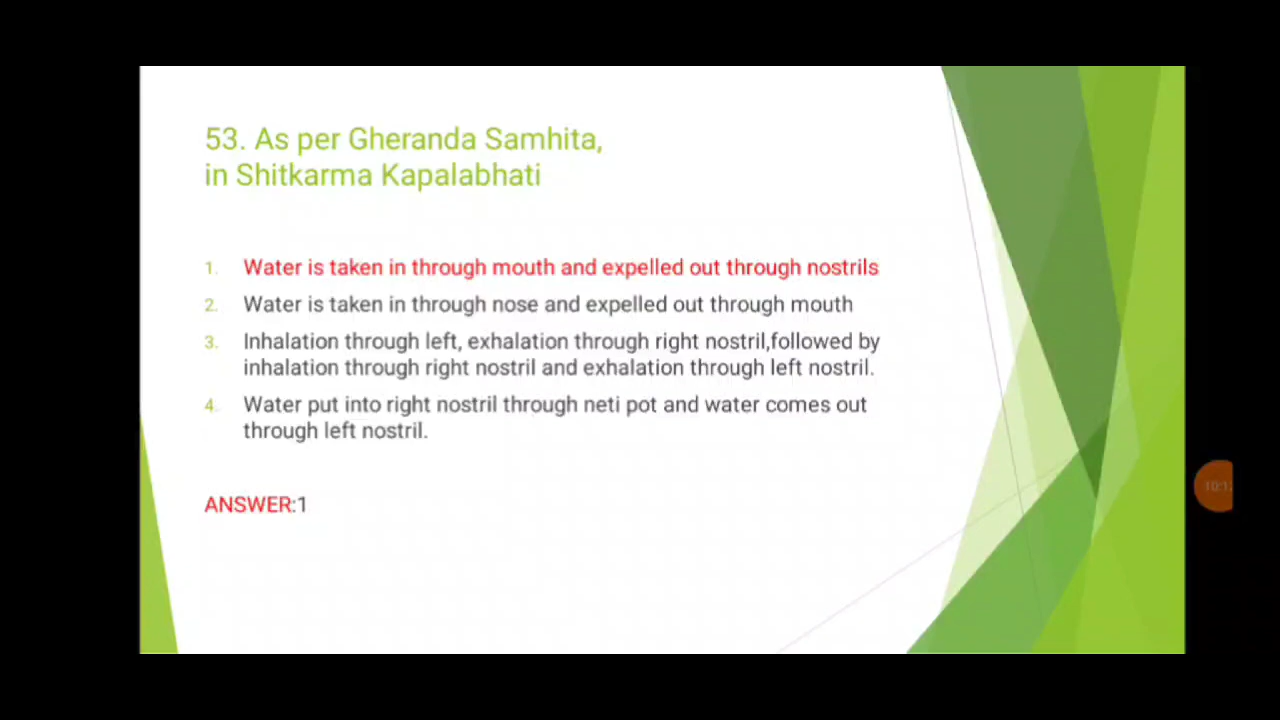 53. As per Gheranda Samhita,
in Shitkarma Kapalabhati
1. Water is taken in through mouth and expelled out through nostrils
2. Water is taken in through nose and expelled out through mouth
3. Inhalation through left, exhalation through right nostril,followed by
inhalation through right nostril and exhalation through left nostril.
4. Water put into right nostril through neti pot and water comes out
through left nostril.
ANSWER:1